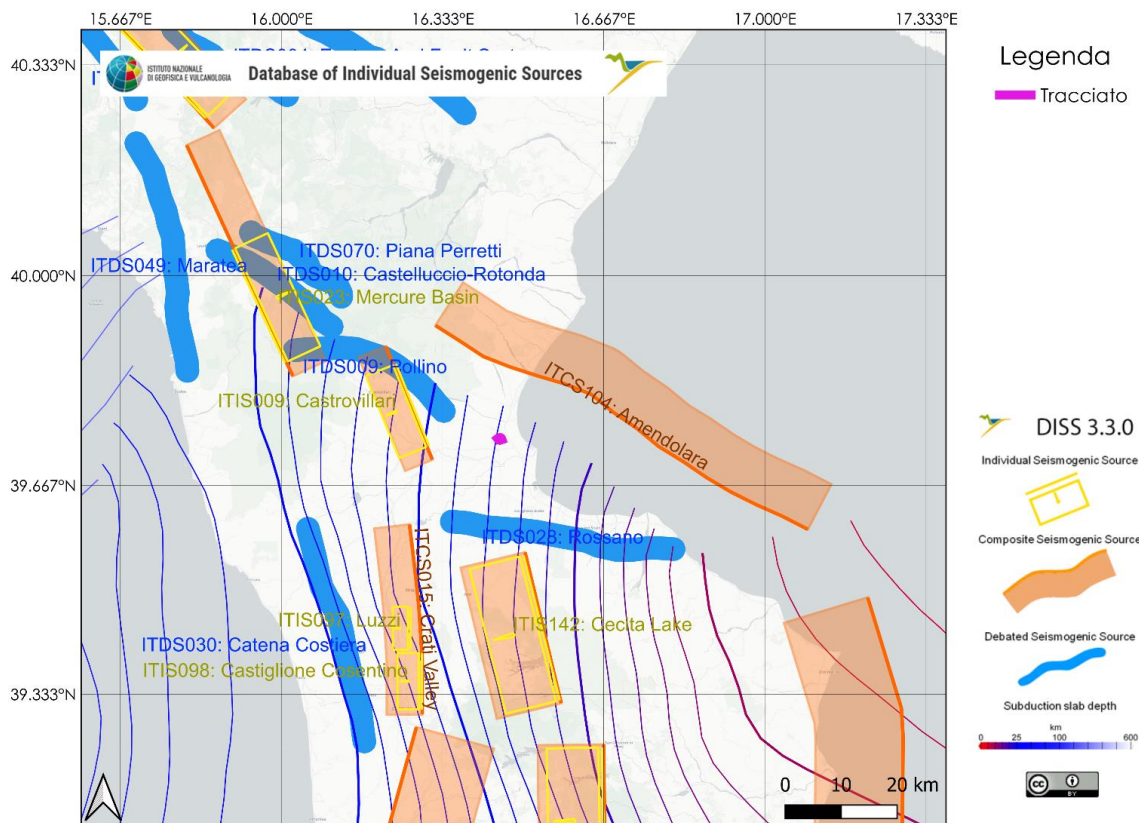 15.667°E 16.000°E 16.333°E 16.667°E 17.000°E 17.333°E
40.333°N
40.000°N
39.667°N
39.333°N
ISTITUTO NAZIONALE
DI GEOFISICA E VULCANOLOGIA
Database of Individual Seismogenic Sources
ITDS070: Piana Perretti
ITDS049: Maratea
ITDS010: Castelluccio-Rotonda
ITIS023: Mercure Basin
ITDS009: Pollino
ITIS009: Castrovillari
ITCS104: Amendolara
ITDS028: Rossano
ITCS015: Crati Valley
ITIS097: Luzzi
ITIS142: Cecita Lake
ITDS030: Catena Costiera
ITIS098: Castiglione Cosentino
0 10 20 km
Legenda
Tracciato
DISS 3.3.0
Individual Seismogenic Source
Composite Seismogenic Source
Debated Seismogenic Source
Subduction slab depth
km
0 25 100 600
CC BY